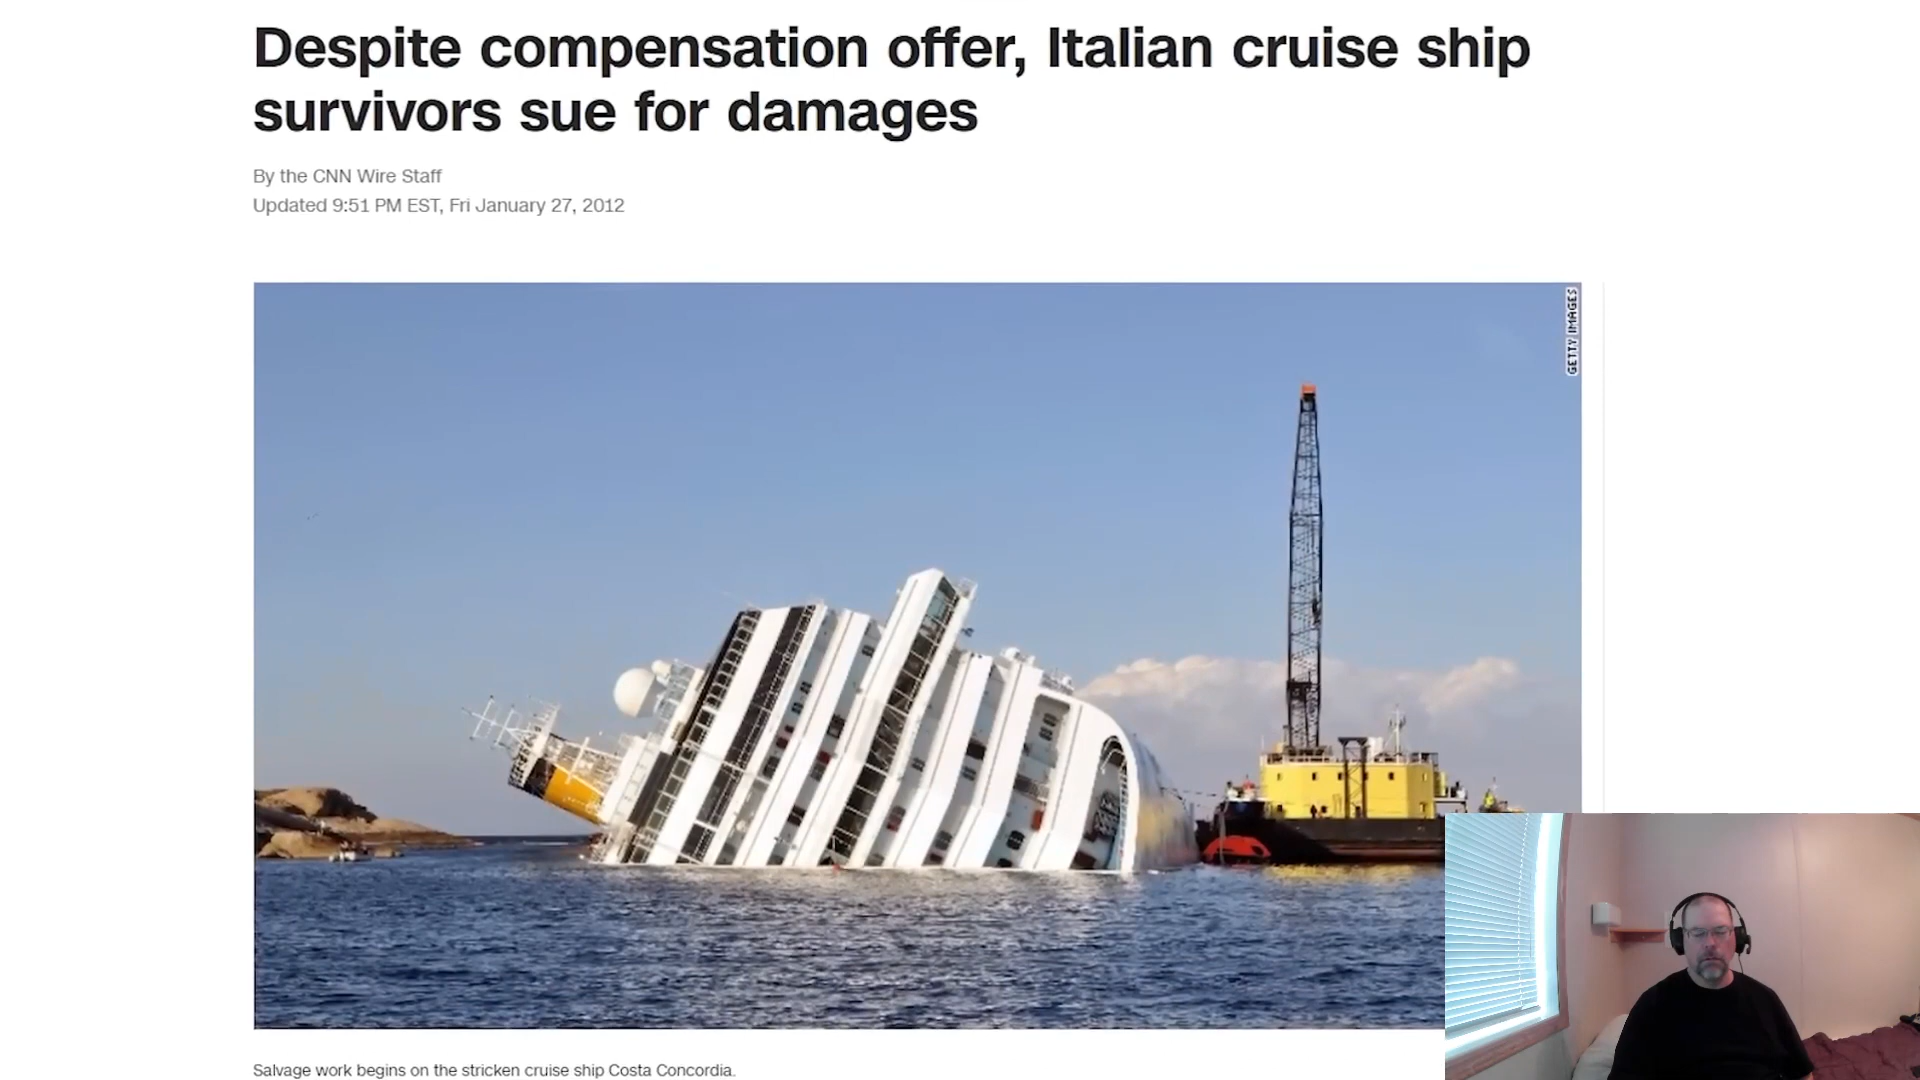 Despite compensation offer, Italian cruise ship
survivors sue for damages
By the CNN Wire Staff
Updated 9:51 PM EST, Fri January 27, 2012
GETTY IMAGES
Salvage work begins on the stricken cruise ship Costa Concordia.